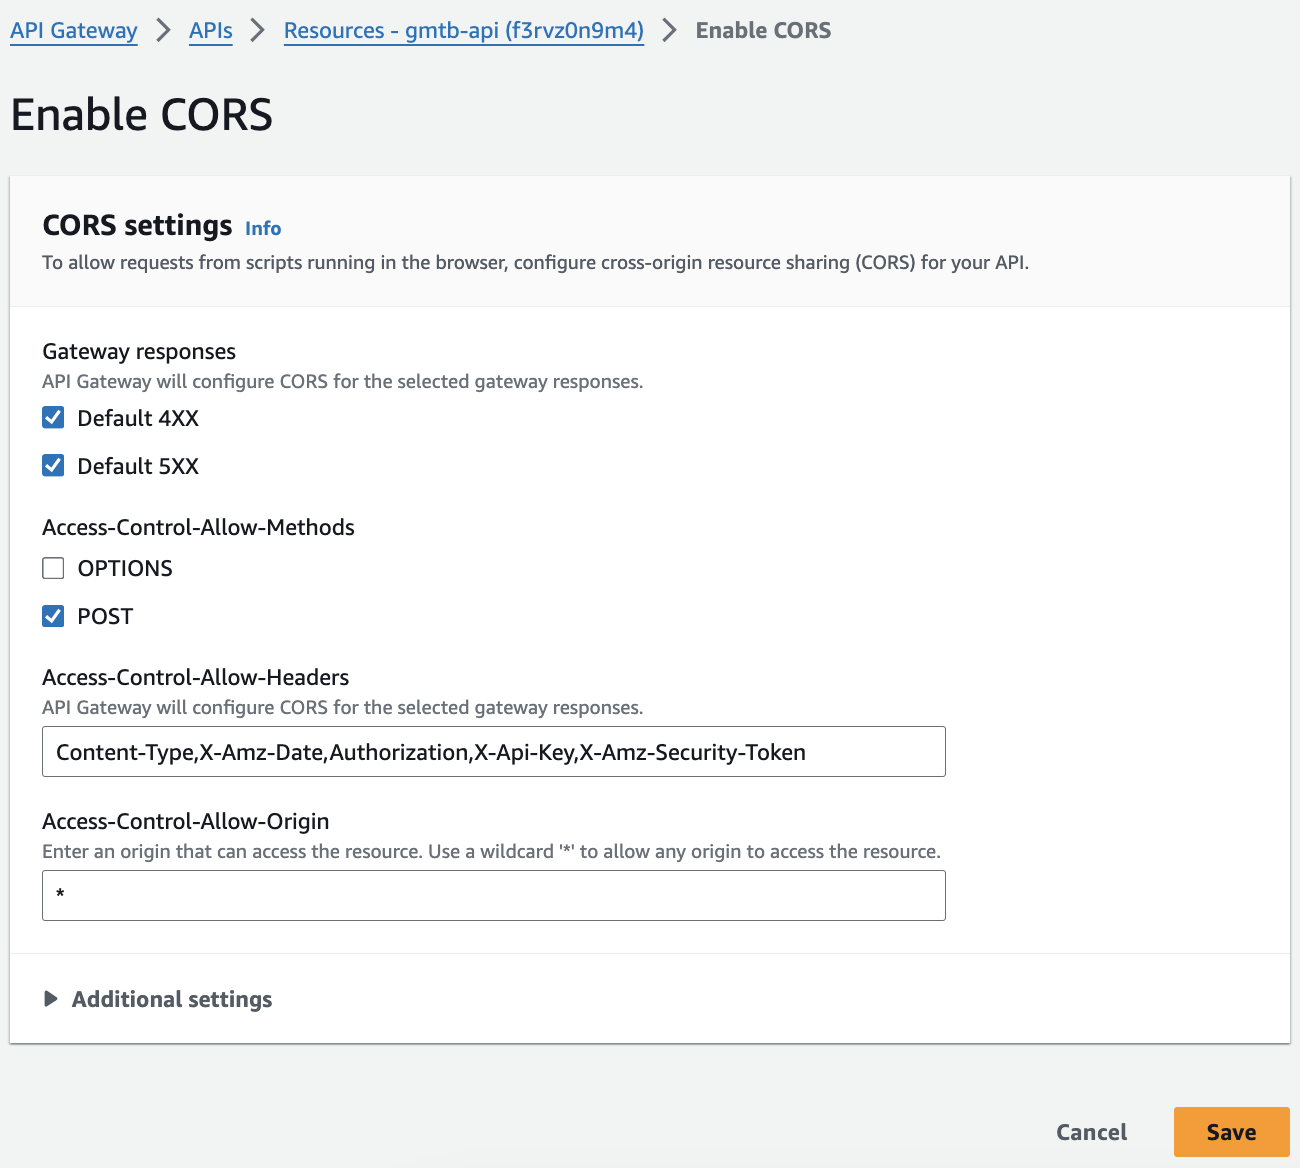 API Gateway > APIs > Resources - gmtb-api (f3rvz0n9m4) > Enable CORS
Enable CORS
CORS settings Info
To allow requests from scripts running in the browser, configure cross-origin resource sharing (CORS) for your API.
Gateway responses
API Gateway will configure CORS for the selected gateway responses.
Default 4XX
Default 5XX
Access-Control-Allow-Methods
OPTIONS
POST
Access-Control-Allow-Headers
API Gateway will configure CORS for the selected gateway responses.
Content-Type,X-Amz-Date,Authorization,X-Api-Key,X-Amz-Security-Token
Access-Control-Allow-Origin
Enter an origin that can access the resource. Use a wildcard '*' to allow any origin to access the resource.
*
Additional settings
Cancel Save